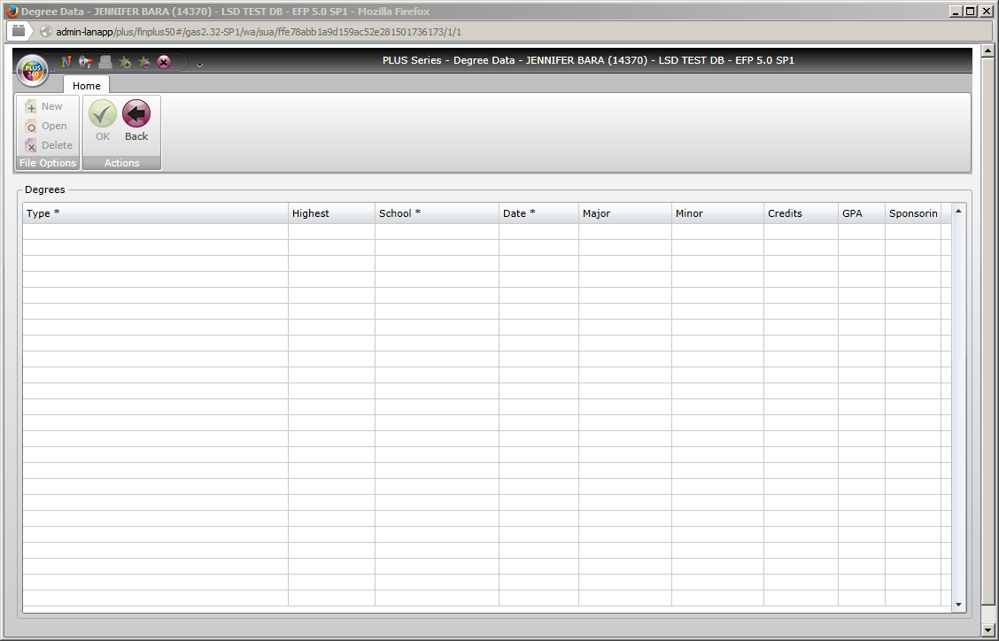 Degree Data - JENNIFER BARA (14370) - LSD TEST DB - EFP 5.0 SP1 - Mozilla Firefox
admin-lanapp/plus/finplus50#/gas2.32-SP1/wa/sua/ffe78abb1a9d159ac52e281501736173/1/1
PLUS 360 N PLUS Series - Degree Data - JENNIFER BARA (14370) - LSD TEST DB - EFP 5.0 SP1
Home
New
Open
Delete
File Options
OK Back
Actions
Degrees
Type * Highest School * Date * Major Minor Credits GPA Sponsorin